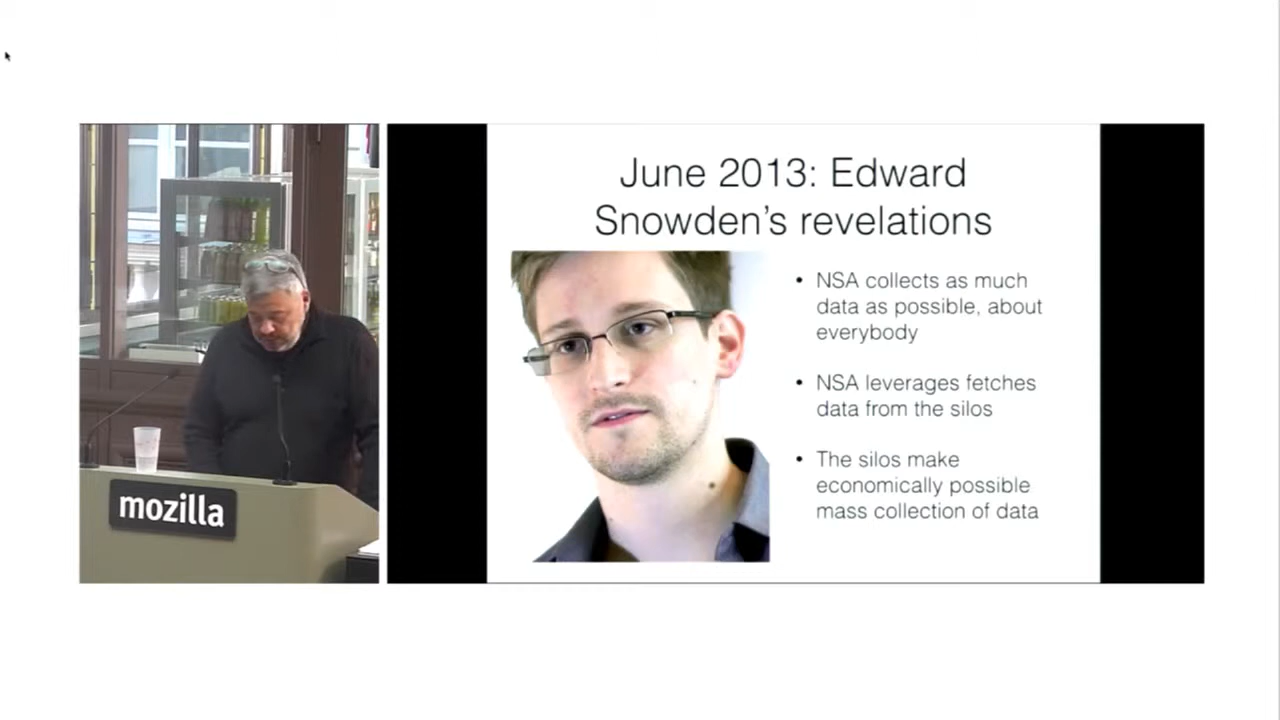 June 2013: Edward
Snowden’s revelations
• NSA collects as much
data as possible, about
everybody
• NSA leverages fetches
data from the silos
• The silos make
economically possible
mass collection of data
mozilla